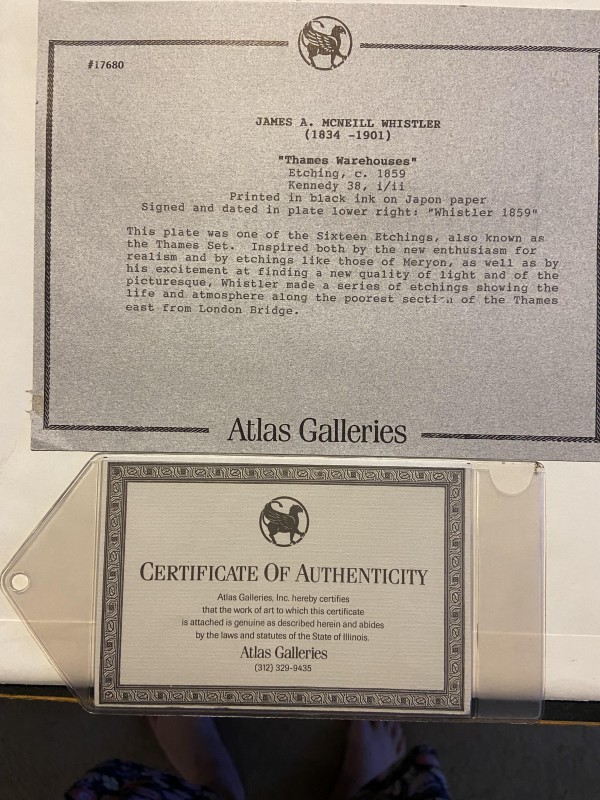 #17680
JAMES A. MCNEILL WHISTLER
(1834 -1901)
"Thames Warehouses"
Etching, c. 1859
Kennedy 38, i/ii
Printed in black ink on Japon paper
Signed and dated in plate lower right: "Whistler 1859"
This plate was one of the Sixteen Etchings, also known as
the Thames Set. Inspired both by the new enthusiasm for
realism and by etchings like those of Meryon, as well as by
his excitement at finding a new quality of light and of the
picturesque, Whistler made a series of etchings showing the
life and atmosphere along the poorest section of the Thames
east from London Bridge.
Atlas Galleries
CERTIFICATE OF AUTHENTICITY
Atlas Galleries, Inc. hereby certifies
that the work of art to which this certificate
is attached is genuine as described herein and abides
by the laws and statutes of the State of Illinois.
Atlas Galleries
(312) 329-9435